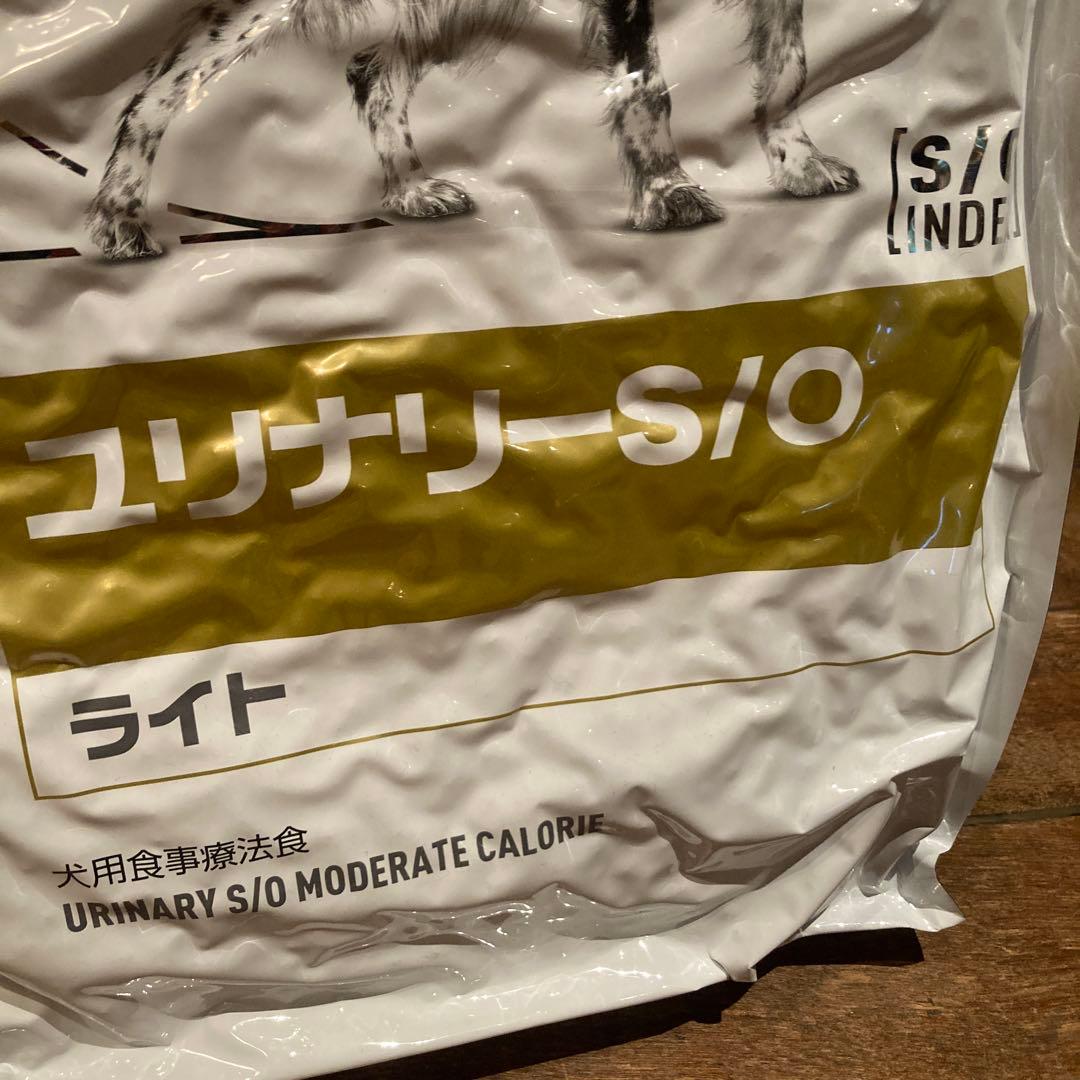 [S/O
INDEX]
ユリナリーS/O
ライト
犬用食事療法食
URINARY S/O MODERATE CALORIE